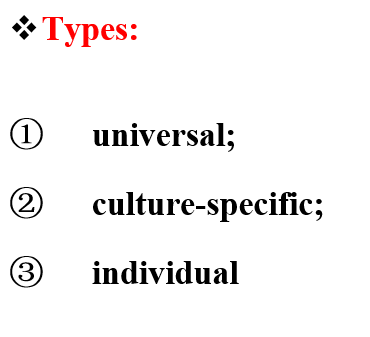 ❖Types:
① universal;
② culture-specific;
③ individual